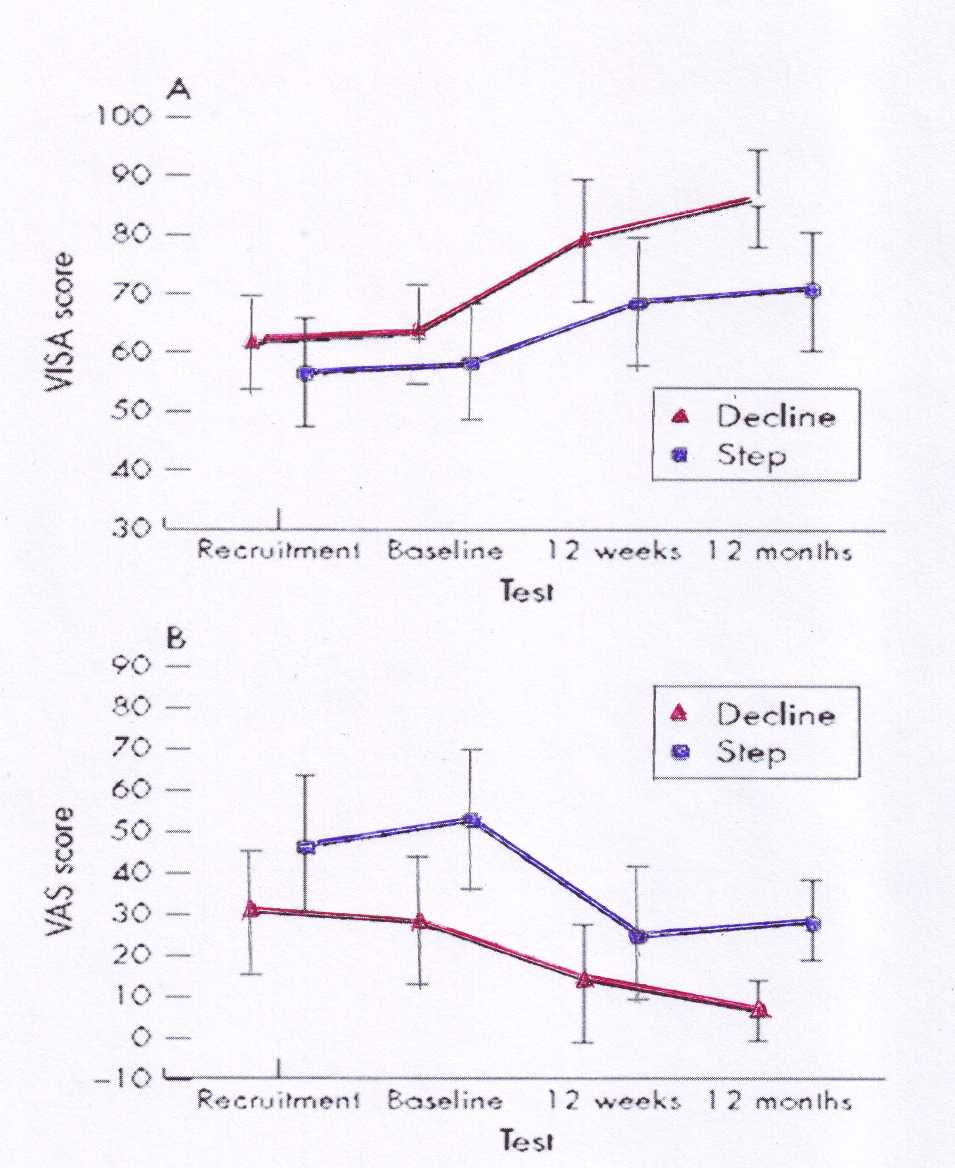 A
100
90
80
70
60
50
40
30
VISA score
Decline
Step
Recruitment Baseline 12 weeks 12 months
Test
B
90
80
70
60
50
40
30
20
10
0
−10
VAS score
Decline
Step
Recruitment Baseline 12 weeks 12 months
Test